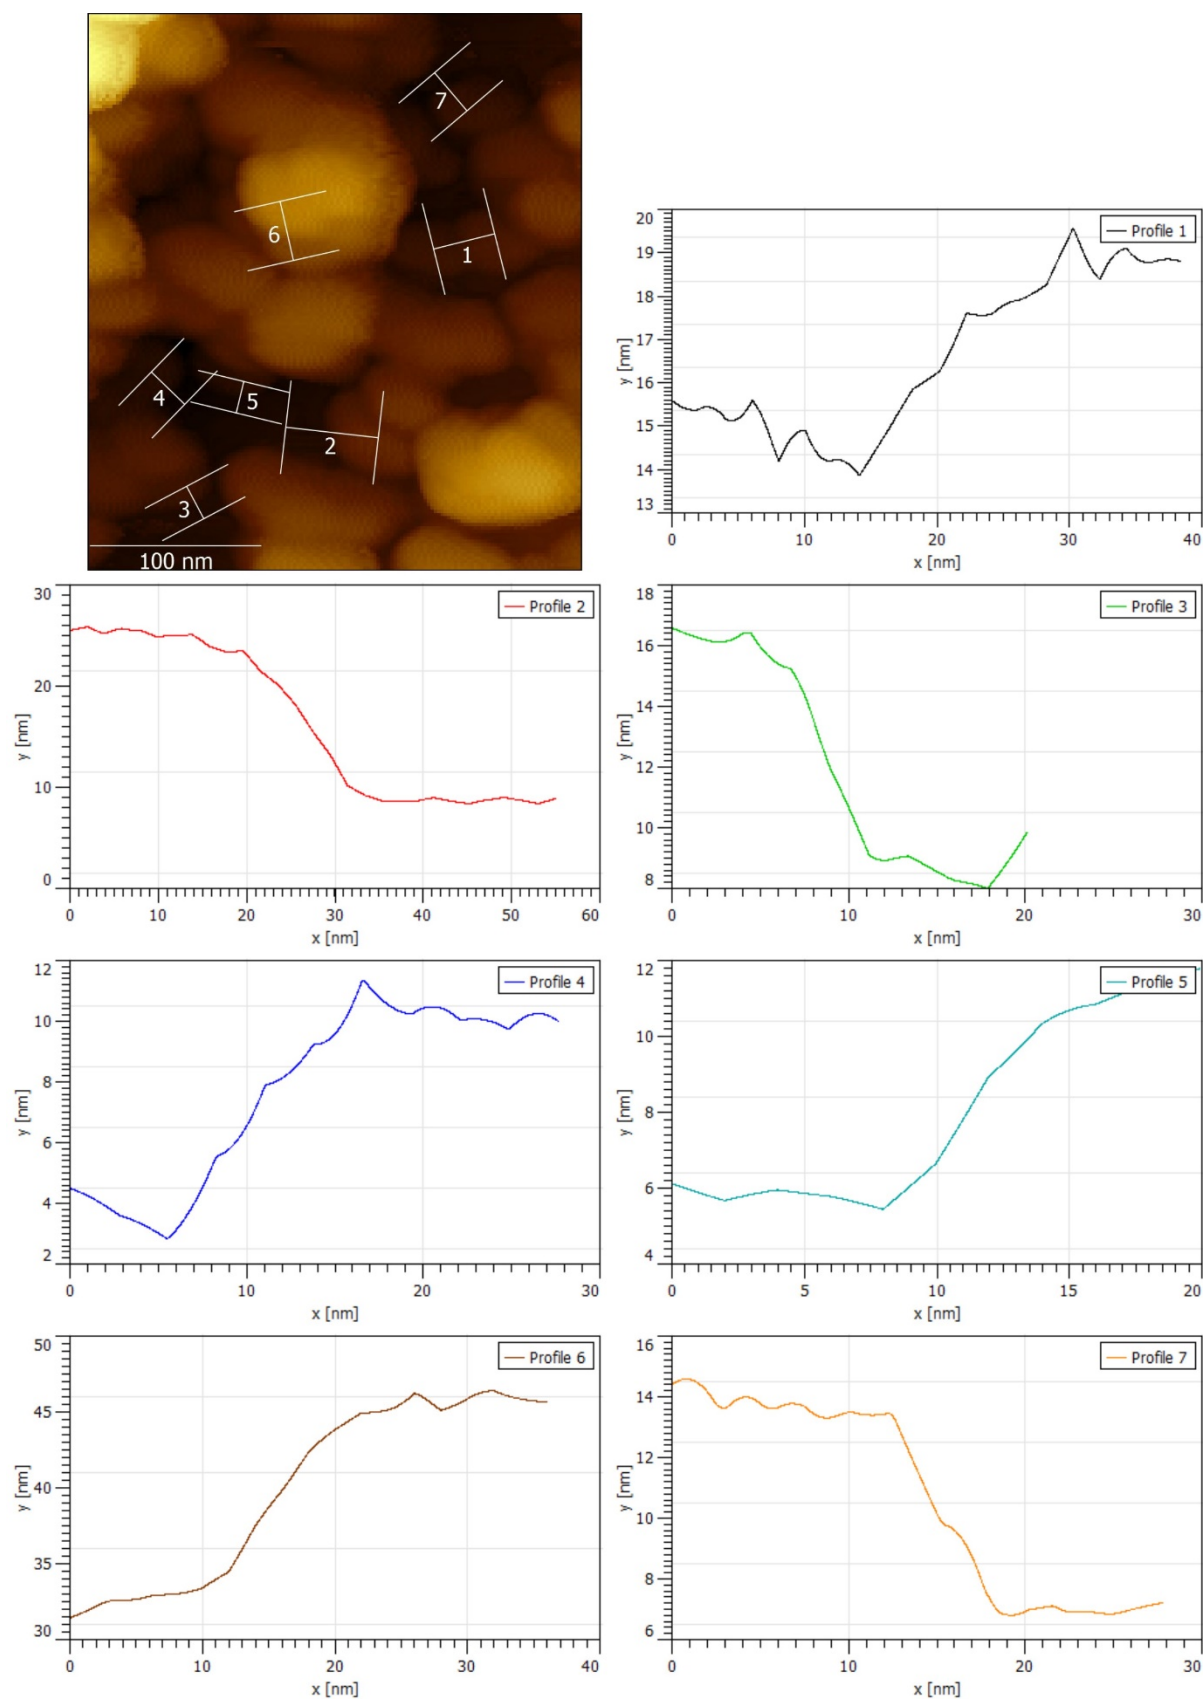 7
6
1
4
5
2
3
100 nm
Profile 1
y [nm]
20
19
18
17
16
15
14
13
0 10 20 30 40
x [nm]
Profile 2
y [nm]
30
20
10
0
0 10 20 30 40 50 60
x [nm]
Profile 3
y [nm]
18
16
14
12
10
8
0 10 20 30
x [nm]
Profile 4
y [nm]
12
10
8
6
4
2
0 10 20 30
x [nm]
Profile 5
y [nm]
12
10
8
6
4
0 5 10 15 20
x [nm]
Profile 6
y [nm]
50
45
40
35
30
0 10 20 30 40
x [nm]
Profile 7
y [nm]
16
14
12
10
8
6
0 10 20 30
x [nm]